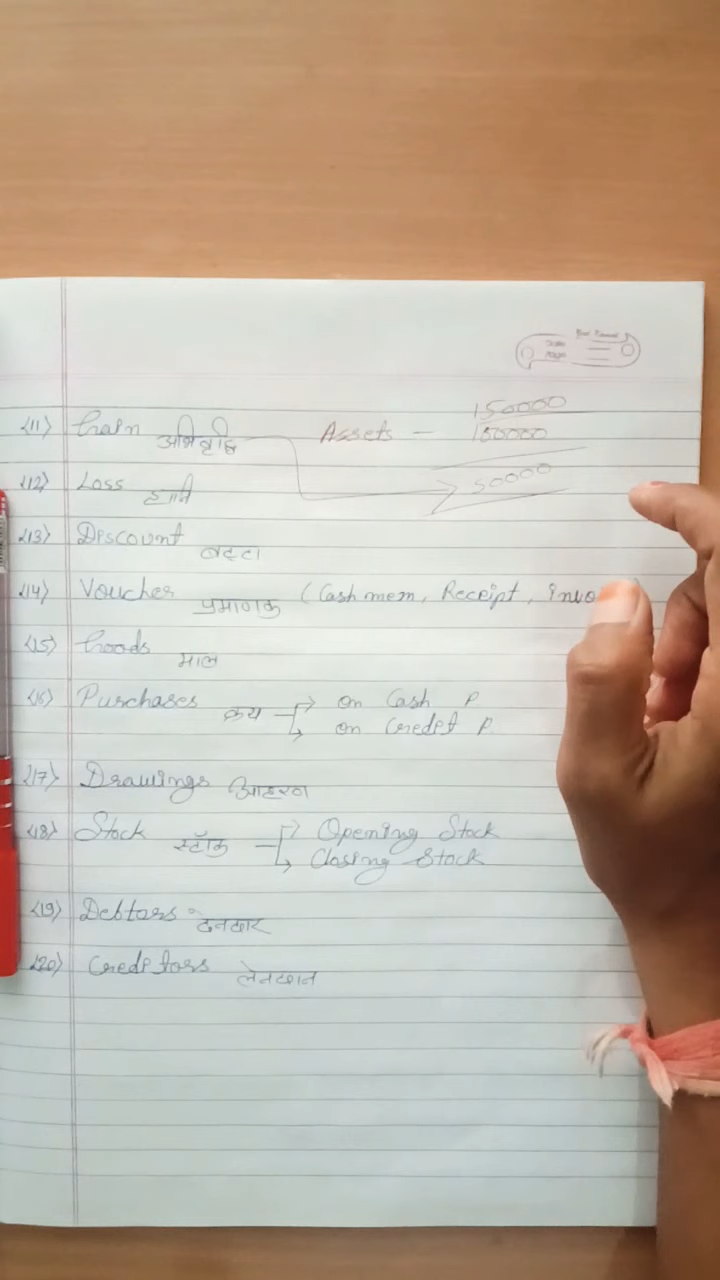 150000
<11> Gain अभिवृद्धि Assets — 100000
<12> Loss हानि 50000
<13> Discount बट्टा
<14> Voucher प्रमाणक (Cash mem, Receipt, Invo
<15> Goods माल
<16> Purchases क्रय on Cash P
on Credit P
<17> Drawings आहरण
<18> Stock स्टॉक Opening Stock
Closing Stock
<19> Debtors देनदार
<20> Creditors लेनदार